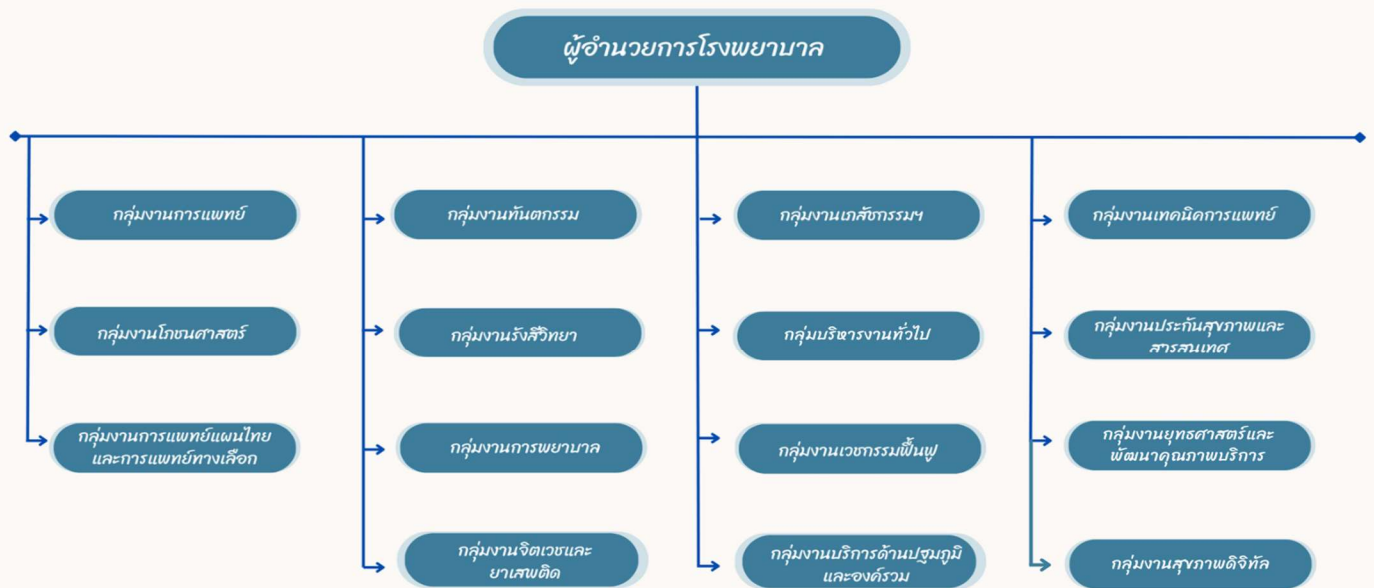 ผู้อำนวยการโรงพยาบาล
กลุ่มงานการแพทย์
กลุ่มงานทันตกรรม
กลุ่มงานเภสัชกรรมฯ
กลุ่มงานเทคนิคการแพทย์
กลุ่มงานโภชนศาสตร์
กลุ่มงานรังสีวิทยา
กลุ่มบริหารงานทั่วไป
กลุ่มงานประกันสุขภาพและ
สารสนเทศ
กลุ่มงานการแพทย์แผนไทย
และการแพทย์ทางเลือก
กลุ่มงานการพยาบาล
กลุ่มงานเวชกรรมฟื้นฟู
กลุ่มงานยุทธศาสตร์และ
พัฒนาคุณภาพบริการ
กลุ่มงานจิตเวชและ
ยาเสพติด
กลุ่มงานบริการด้านปฐมภูมิ
และองค์รวม
กลุ่มงานสุขภาพดิจิทัล